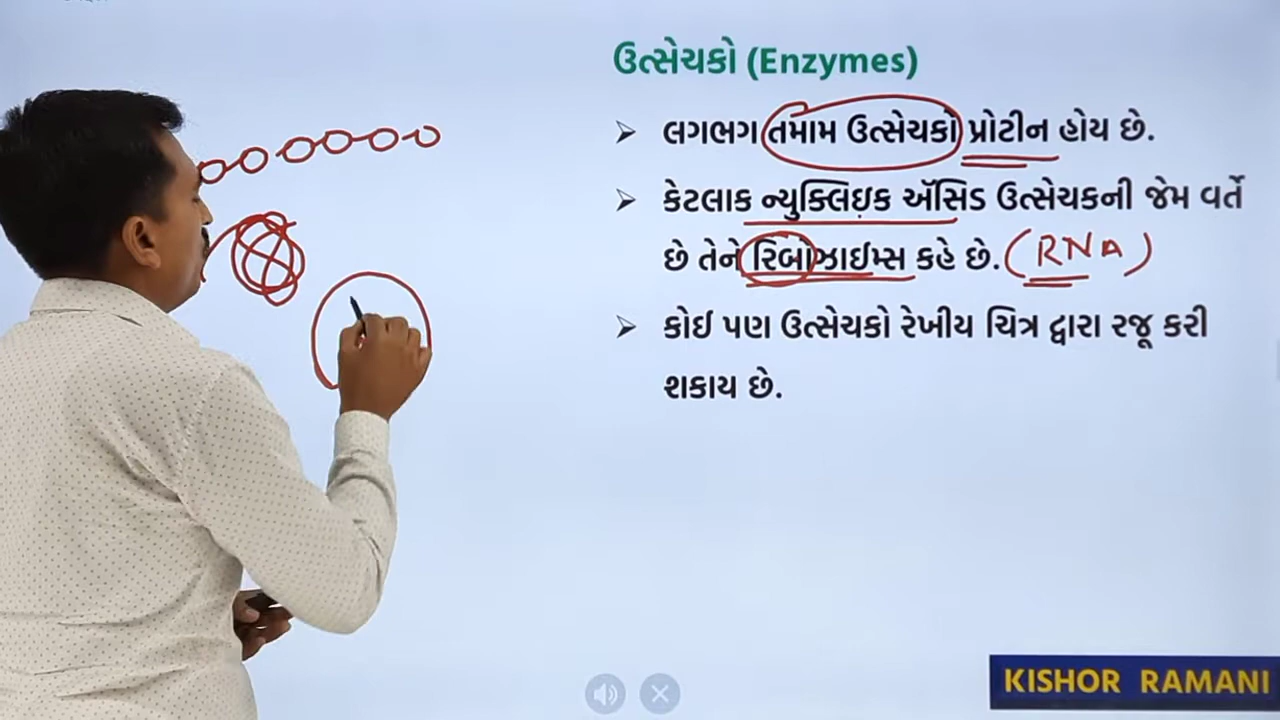 ઉત્સેચકો (Enzymes)
➢ લગભગ તમામ ઉત્સેચકો પ્રોટીન હોય છે.
➢ કેટલાક ન્યુક્લિઇક ઍસિડ ઉત્સેચકની જેમ વર્તે
છે તેને રિબોઝાઈમ્સ કહે છે. (RNA)
➢ કોઈ પણ ઉત્સેચકો રેખીય ચિત્ર દ્વારા રજૂ કરી
શકાય છે.
KISHOR RAMANI